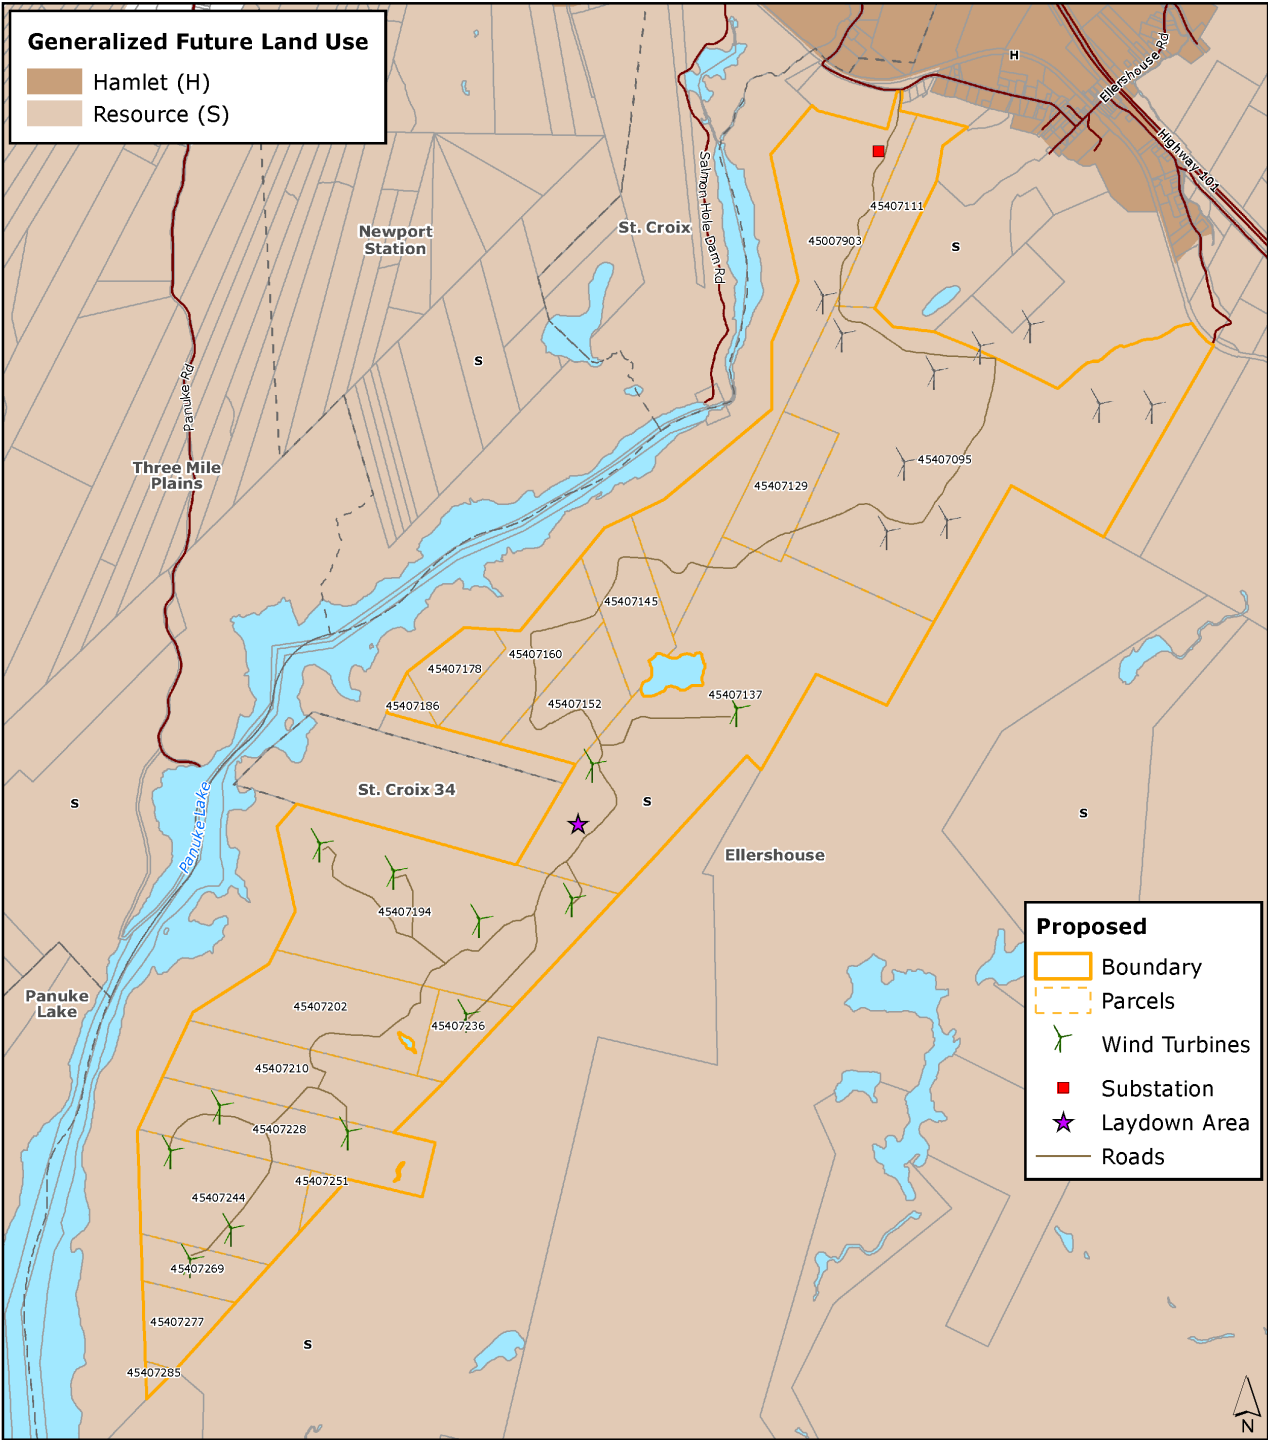 Generalized Future Land Use
Hamlet (H)
Resource (S)
H
Ellershouse Rd
Highway 101
Salmon Hole Dam Rd
45407111
St. Croix
Newport
Station
45007903
S
S
Panuke Rd
Three Mile
Plains
45407095
45407129
45407145
45407160
45407178
45407137
45407152
45407186
St. Croix 34
S
S
S
Panuke Lake
Ellershouse
45407194
Panuke
Lake
45407202
45407236
45407210
45407228
45407251
45407244
45407269
45407277
S
45407285
Proposed
Boundary
Parcels
Wind Turbines
Substation
Laydown Area
Roads
N